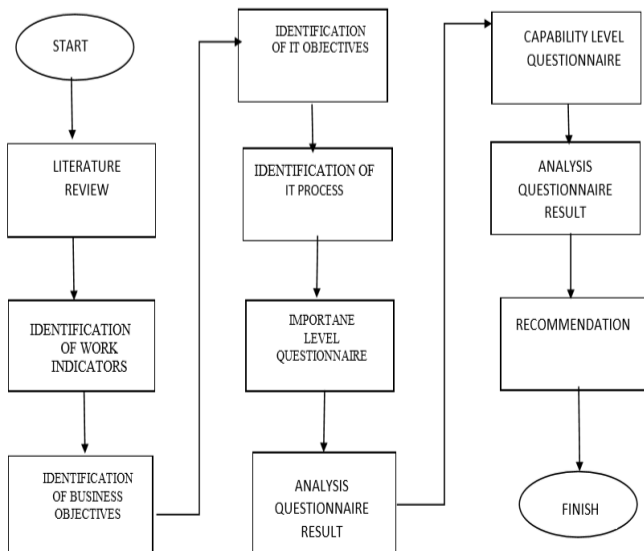 START
LITERATURE
REVIEW
IDENTIFICATION
OF WORK
INDICATORS
IDENTIFICATION
OF BUSINESS
OBJECTIVES
IDENTIFICATION
OF IT OBJECTIVES
IDENTIFICATION OF
IT PROCESS
IMPORTANE
LEVEL
QUESTIONNAIRE
ANALYSIS
QUESTIONNAIRE
RESULT
CAPABILITY LEVEL
QUESTIONNAIRE
ANALYSIS
QUESTIONNAIRE
RESULT
RECOMMENDATION
FINISH